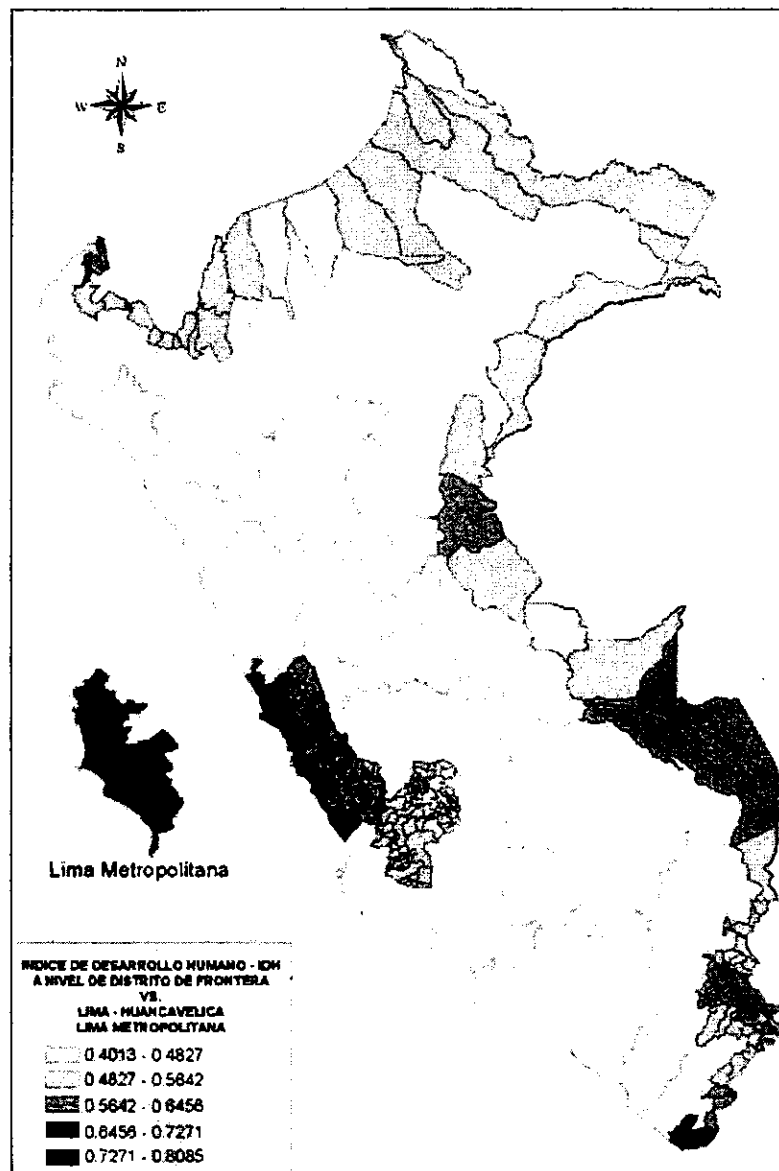 N
W E
S
Lima Metropolitana
INDICE DE DESARROLLO HUMANO - IDH
A NIVEL DE DISTRITO DE FRONTERA
VS.
LIMA - HUANCAVELICA
LIMA METROPOLITANA
0.4013 - 0.4827
0.4827 - 0.5642
0.5642 - 0.6456
0.6456 - 0.7271
0.7271 - 0.8085